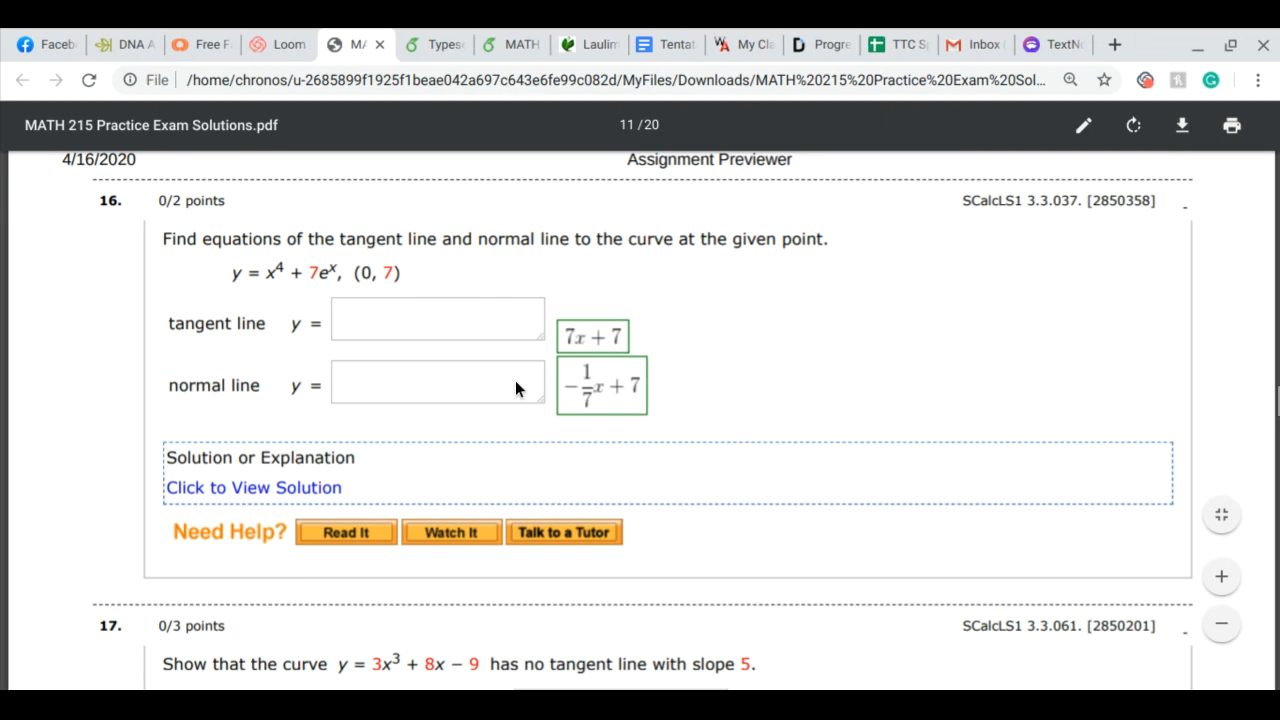 Faceb
DNA A
Free F
Loom
MA
Types
MATH
Laulim
Tentat
My Cla
Progre
TTC S
Inbox
TextN
File /home/chronos/u-2685899f1925f1beae042a697c643e6fe99c082d/MyFiles/Downloads/MATH%20215%20Practice%20Exam%20Sol...
MATH 215 Practice Exam Solutions.pdf
11 / 20
4/16/2020
Assignment Previewer
16. 0/2 points SCalcLS1 3.3.037. [2850358] -
Find equations of the tangent line and normal line to the curve at the given point.
y = x⁴ + 7eˣ, (0, 7)
tangent line y =
7x + 7
normal line y =
-1/7 x + 7
Solution or Explanation
Click to View Solution
Need Help? Read It Watch It Talk to a Tutor
17. 0/3 points SCalcLS1 3.3.061. [2850201] -
Show that the curve y = 3x³ + 8x − 9 has no tangent line with slope 5.